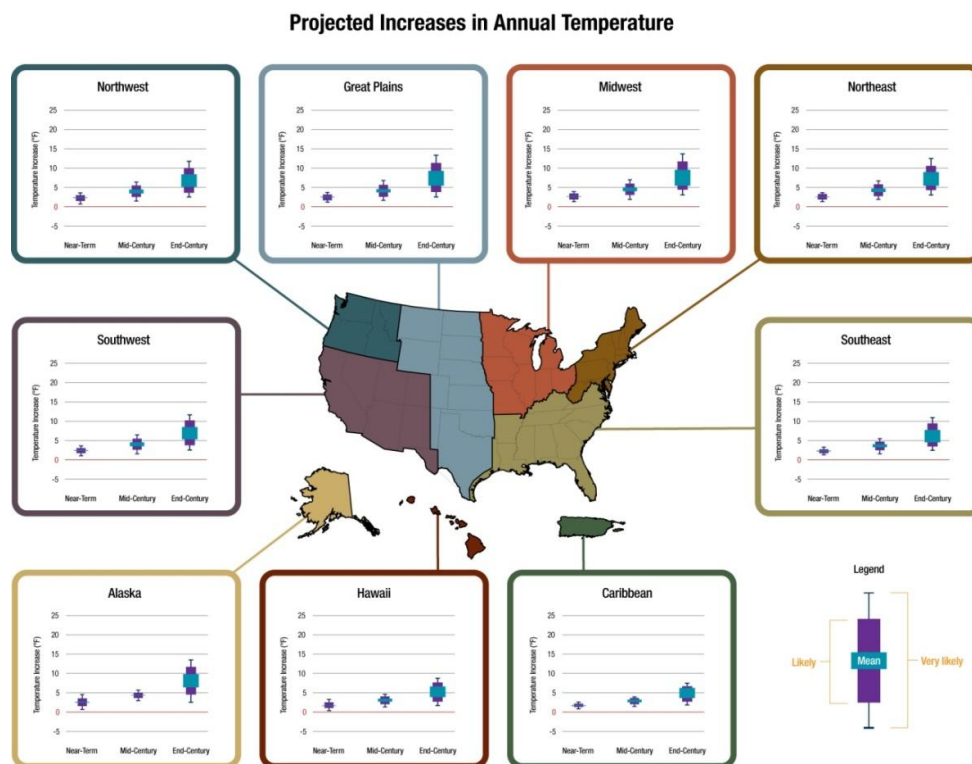 Projected Increases in Annual Temperature
Northwest
Temperature Increase (°F)
25
20
15
10
5
0
-5
Near-Term Mid-Century End-Century
Great Plains
Temperature Increase (°F)
25
20
15
10
5
0
-5
Near-Term Mid-Century End-Century
Midwest
Temperature Increase (°F)
25
20
15
10
5
0
-5
Near-Term Mid-Century End-Century
Northeast
Temperature Increase (°F)
25
20
15
10
5
0
-5
Near-Term Mid-Century End-Century
Southwest
Temperature Increase (°F)
25
20
15
10
5
0
-5
Near-Term Mid-Century End-Century
Southeast
Temperature Increase (°F)
25
20
15
10
5
0
-5
Near-Term Mid-Century End-Century
Alaska
Temperature Increase (°F)
25
20
15
10
5
0
-5
Near-Term Mid-Century End-Century
Hawaii
Temperature Increase (°F)
25
20
15
10
5
0
-5
Near-Term Mid-Century End-Century
Caribbean
Temperature Increase (°F)
25
20
15
10
5
0
-5
Near-Term Mid-Century End-Century
Legend
Likely
Mean
Very likely